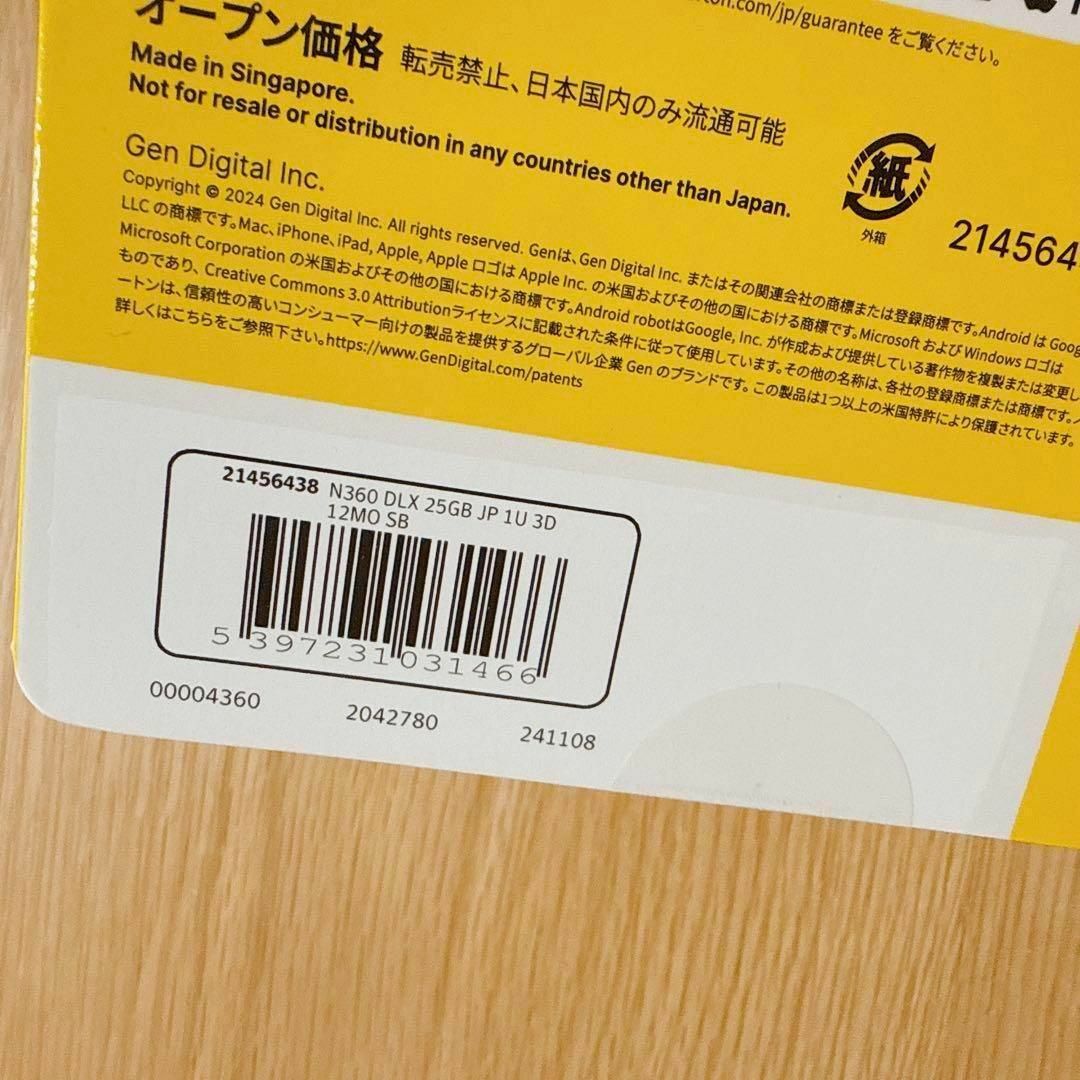 オープン価格 転売禁止、日本国内のみ流通可能
.com/jp/guarantee をご覧ください。
Made in Singapore.
Not for resale or distribution in any countries other than Japan.
紙
外箱
214564
Gen Digital Inc.
Copyright © 2024 Gen Digital Inc. All rights reserved. Genは、Gen Digital Inc. またはその関連会社の商標または登録商標です。Android は Goog
LLC の商標です。Mac、iPhone、iPad、Apple、Apple ロゴは Apple Inc. の米国およびその他の国における商標です。Microsoft および Windows ロゴは
Microsoft Corporation の米国およびその他の国における商標です。Android robotはGoogle, Inc. が作成および提供している著作物を複製または変更し
ものであり、Creative Commons 3.0 Attributionライセンスに記載された条件に従って使用しています。その他の名称は、各社の登録商標または商標です。
ートンは、信頼性の高いコンシューマー向けの製品を提供するグローバル企業 Gen のブランドです。この製品は1つ以上の米国特許により保護されています。
詳しくはこちらをご参照下さい。https://www.GenDigital.com/patents
21456438 N360 DLX 25GB JP 1U 3D
12MO SB
5 397231 031466
00004360 2042780 241108